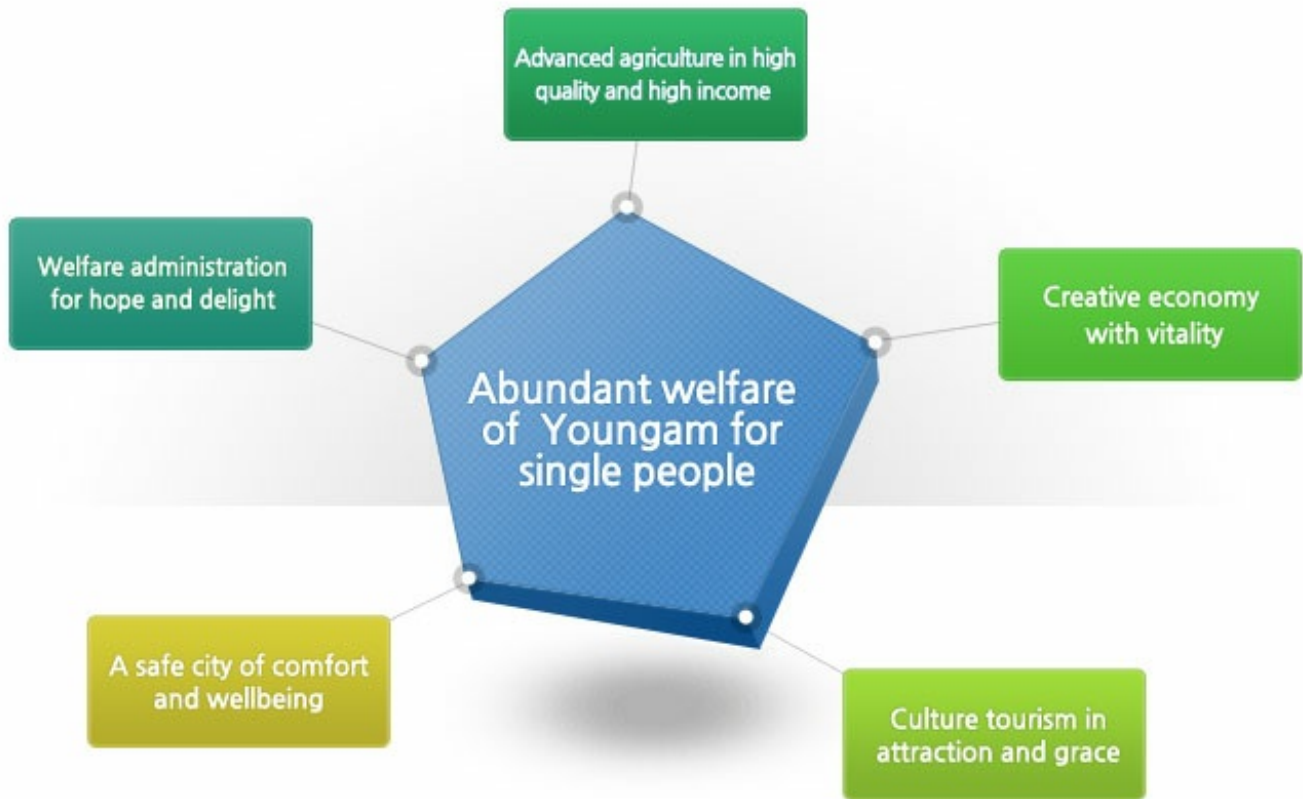 Advanced agriculture in high
quality and high income
Welfare administration
for hope and delight
Creative economy
with vitality
Abundant welfare
of Youngam for
single people
A safe city of comfort
and wellbeing
Culture tourism in
attraction and grace